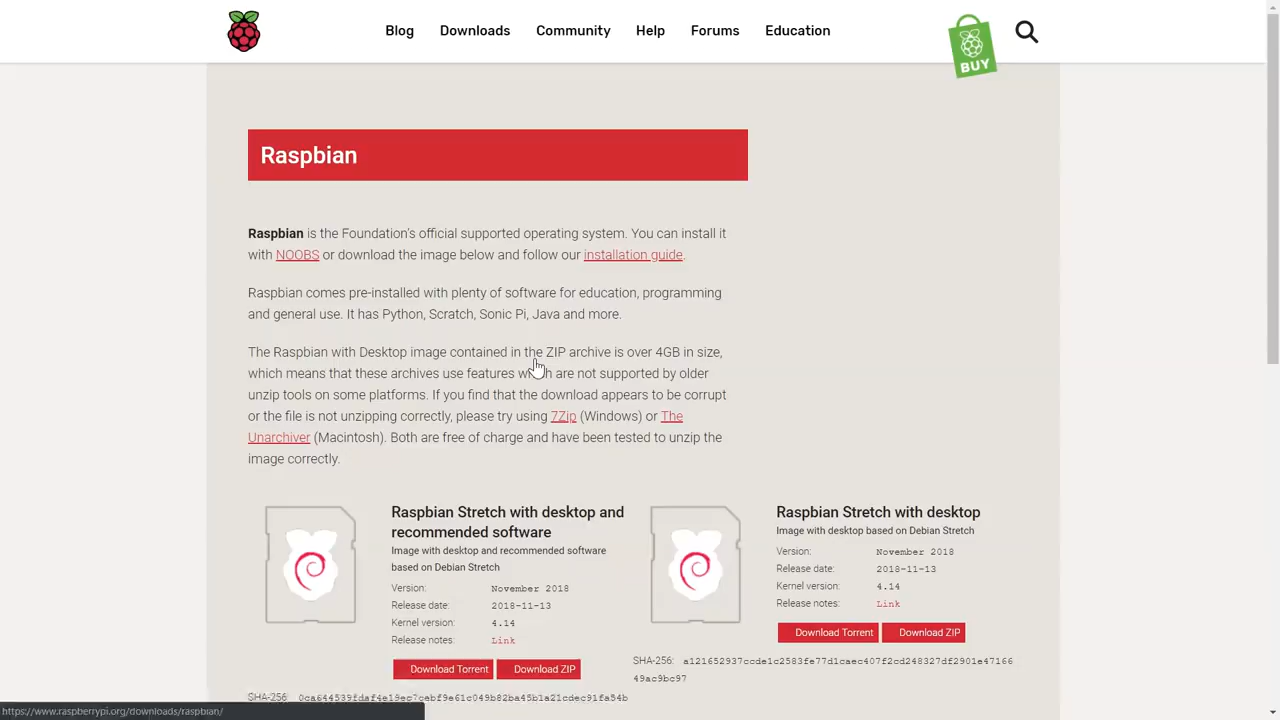 Blog Downloads Community Help Forums Education
BUY
Raspbian
Raspbian is the Foundation's official supported operating system. You can install it
with NOOBS or download the image below and follow our installation guide.
Raspbian comes pre-installed with plenty of software for education, programming
and general use. It has Python, Scratch, Sonic Pi, Java and more.
The Raspbian with Desktop image contained in the ZIP archive is over 4GB in size,
which means that these archives use features which are not supported by older
unzip tools on some platforms. If you find that the download appears to be corrupt
or the file is not unzipping correctly, please try using 7Zip (Windows) or The
Unarchiver (Macintosh). Both are free of charge and have been tested to unzip the
image correctly.
Raspbian Stretch with desktop and
recommended software
Image with desktop and recommended software
based on Debian Stretch
Version: November 2018
Release date: 2018-11-13
Kernel version: 4.14
Release notes: Link
Download Torrent Download ZIP
SHA-256: 0ca644539fdaf4e19ec7cebf9e61c049b82ba45b1a21cdec91fa54b
Raspbian Stretch with desktop
Image with desktop based on Debian Stretch
Version: November 2018
Release date: 2018-11-13
Kernel version: 4.14
Release notes: Link
Download Torrent Download ZIP
SHA-256: a121652937ccde1c2583fe77d1caec407f2cd248327df2901e47166
49ac9bc97
https://www.raspberrypi.org/downloads/raspbian/